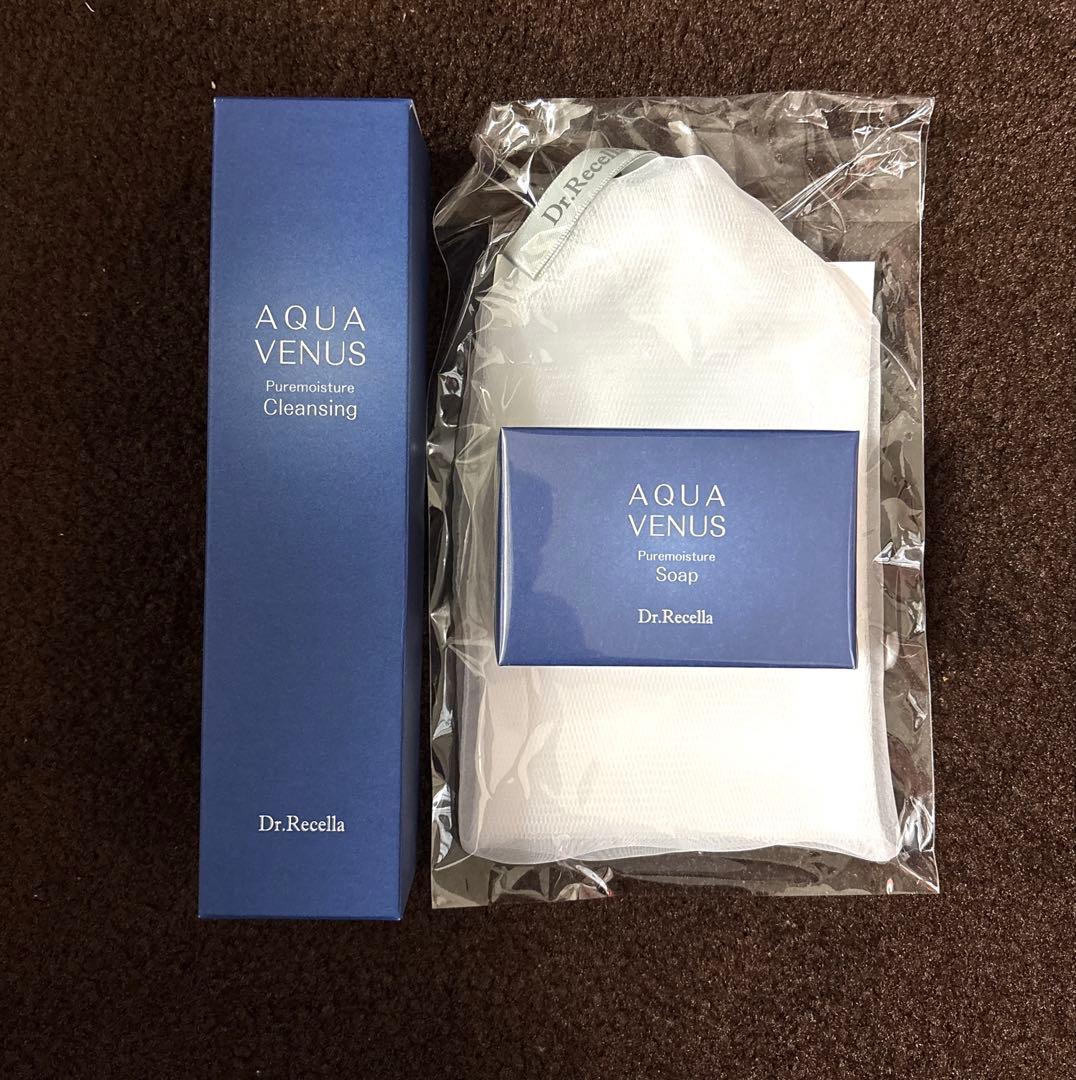 AQUA
VENUS
Puremoisture
Cleansing
Dr.Recella
Dr.Recella
AQUA
VENUS
Puremoisture
Soap
Dr.Recella